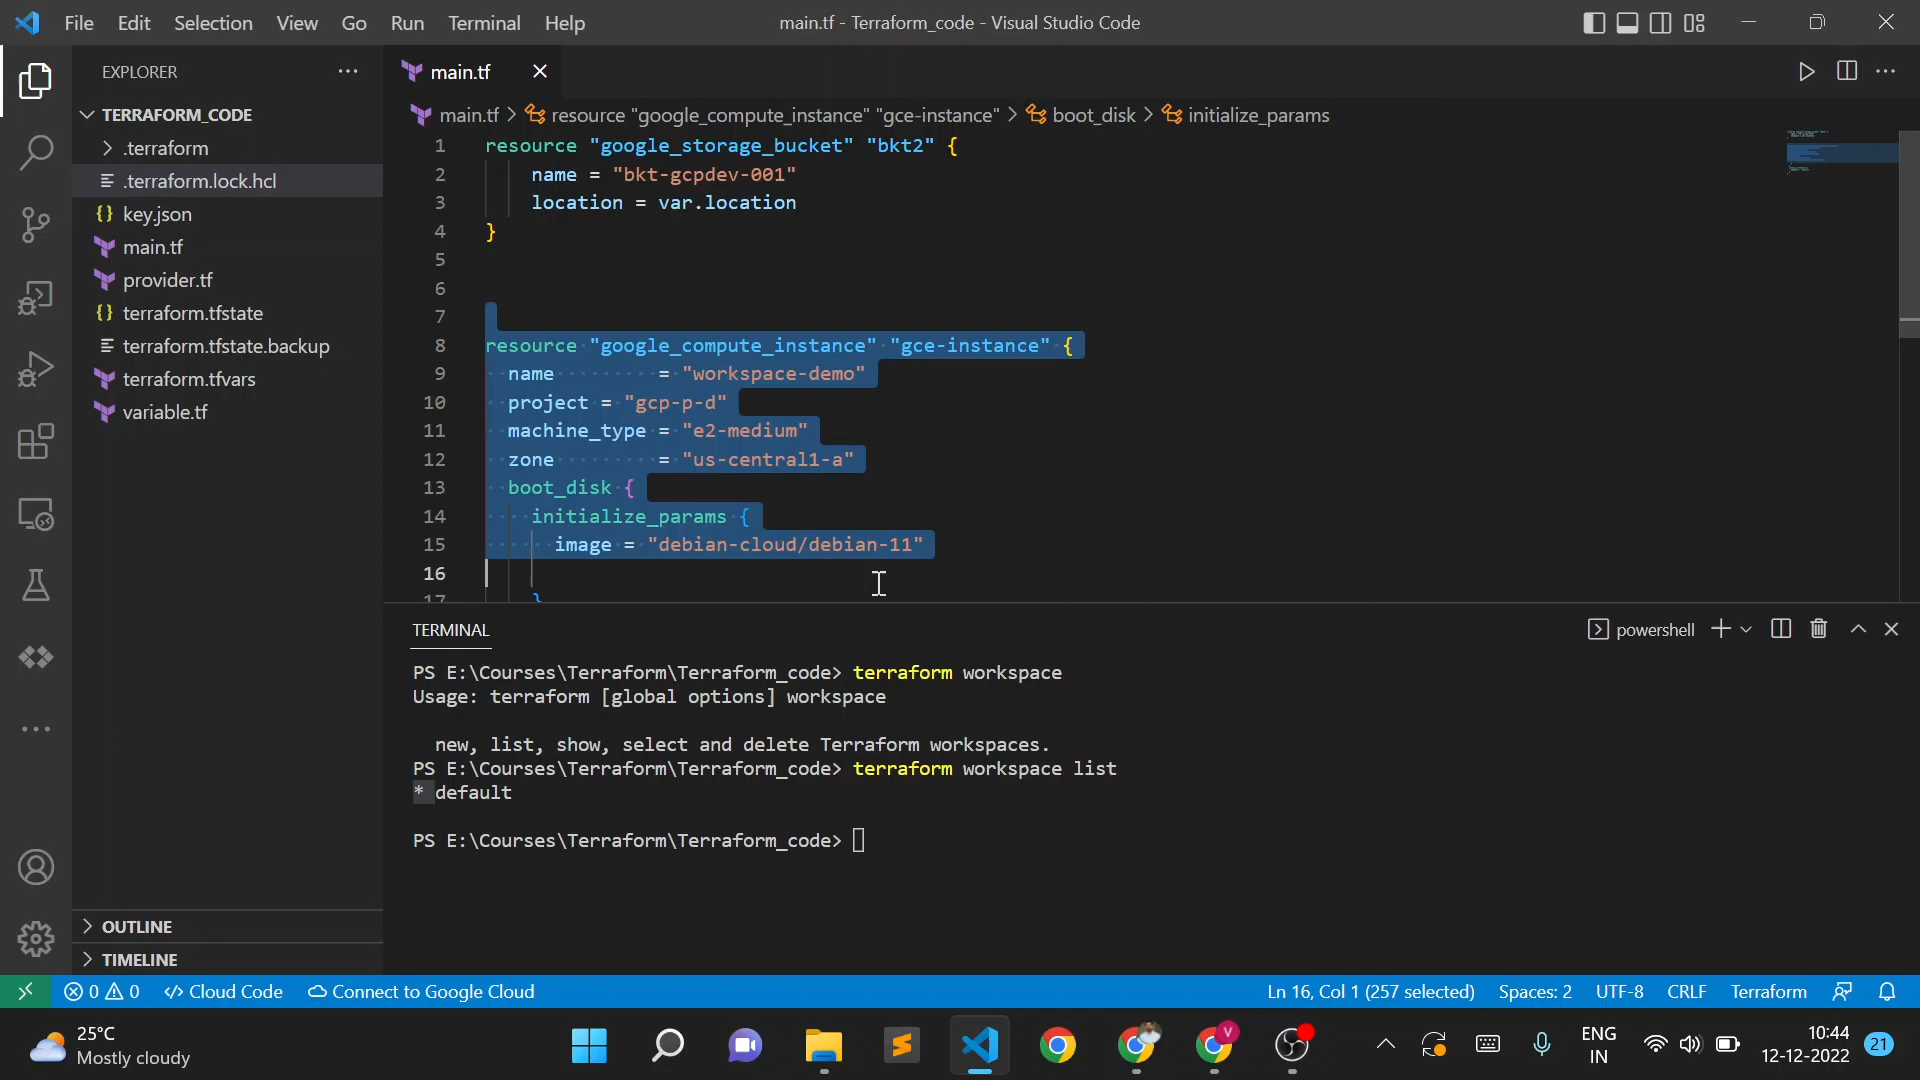 File Edit Selection View Go Run Terminal Help
main.tf - Terraform_code - Visual Studio Code
EXPLORER
TERRAFORM_CODE
.terraform
.terraform.lock.hcl
key.json
main.tf
provider.tf
terraform.tfstate
terraform.tfstate.backup
terraform.tfvars
variable.tf
OUTLINE
TIMELINE
main.tf
main.tf > resource "google_compute_instance" "gce-instance" > boot_disk > initialize_params
1 resource "google_storage_bucket" "bkt2" {
2 name = "bkt-gcpdev-001"
3 location = var.location
4 }
5
6
7
8 resource "google_compute_instance" "gce-instance" {
9 name = "workspace-demo"
10 project = "gcp-p-d"
11 machine_type = "e2-medium"
12 zone = "us-central1-a"
13 boot_disk {
14 initialize_params {
15 image = "debian-cloud/debian-11"
16
17 }
TERMINAL
powershell
PS E:\Courses\Terraform\Terraform_code> terraform workspace
Usage: terraform [global options] workspace
new, list, show, select and delete Terraform workspaces.
PS E:\Courses\Terraform\Terraform_code> terraform workspace list
* default
PS E:\Courses\Terraform\Terraform_code>
0 0 Cloud Code Connect to Google Cloud
Ln 16, Col 1 (257 selected) Spaces: 2 UTF-8 CRLF Terraform
25°C
Mostly cloudy
V
ENG
IN
10:44
12-12-2022
21